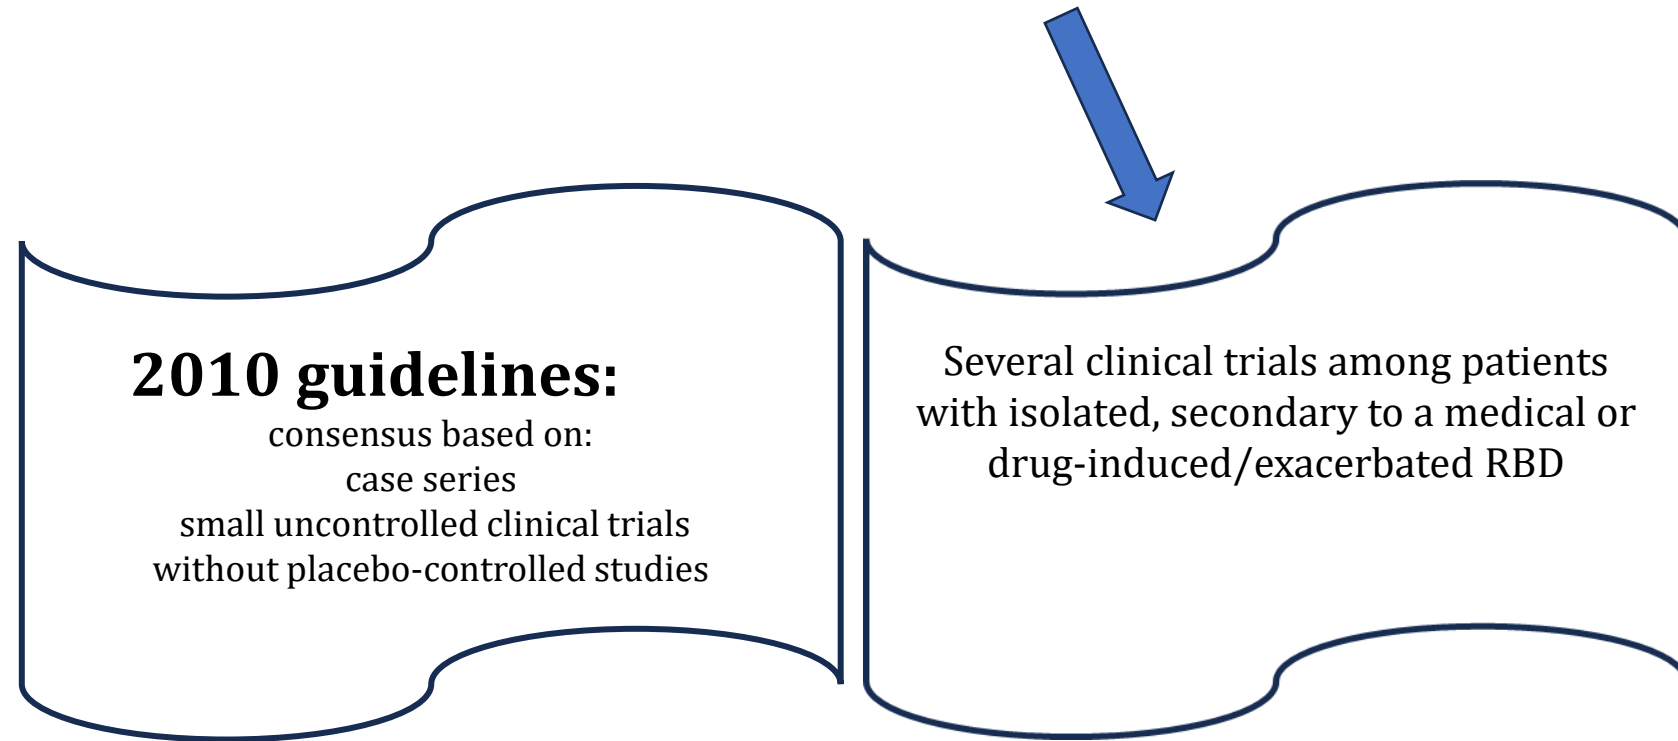 2010 guidelines:
consensus based on:
case series
small uncontrolled clinical trials
without placebo-controlled studies
Several clinical trials among patients
with isolated, secondary to a medical or
drug-induced/exacerbated RBD